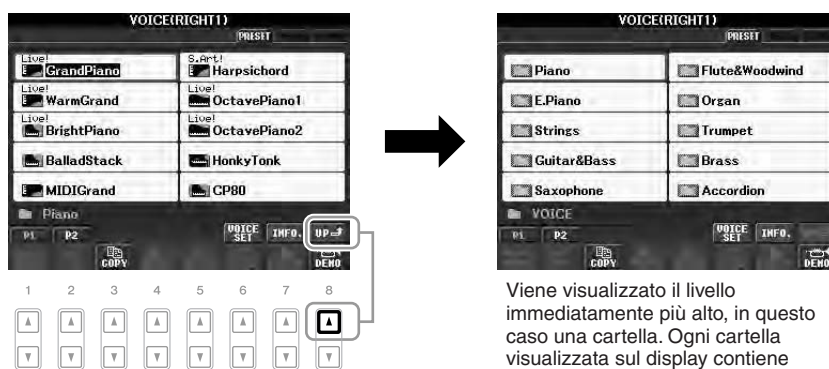 VOICE(RIGHT1)
PRESET
Live!
GrandPiano
S.Art!
Harpsichord
Live!
WarmGrand
Live!
OctavePiano1
Live!
BrightPiano
Live!
OctavePiano2
BalladStack
HonkyTonk
MIDIGrand
CP80
Piano
P1 P2
VOICE SET
INFO.
UP
COPY
DEMO
1 2 3 4 5 6 7 8
VOICE(RIGHT1)
PRESET
Piano
Flute&Woodwind
E.Piano
Organ
Strings
Trumpet
Guitar&Bass
Brass
Saxophone
Accordion
VOICE
P1 P2
VOICE SET
INFO.
COPY
DEMO
Viene visualizzato il livello
immediatamente più alto, in questo
caso una cartella. Ogni cartella
visualizzata sul display contiene